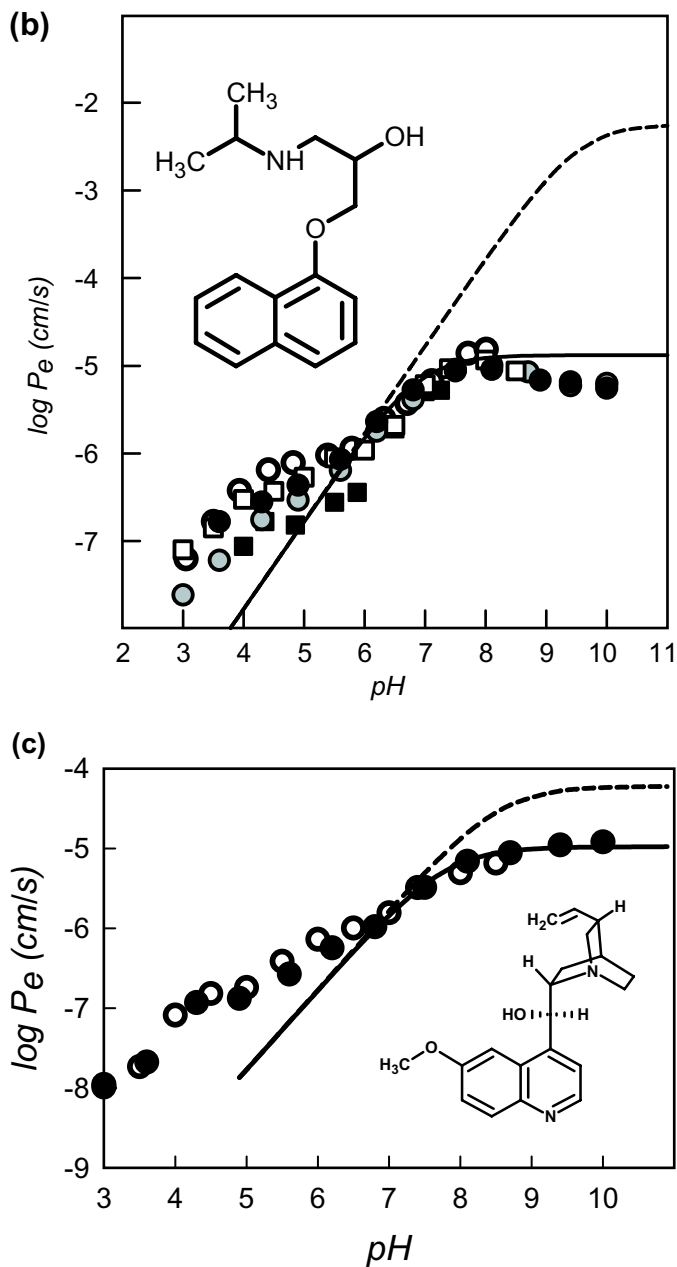 (b)
-2
-3
-4
-5
-6
-7
log Pe (cm/s)
CH3
H3C
NH
OH
O
2 3 4 5 6 7 8 9 10 11
pH
(c)
-4
-5
-6
-7
-8
-9
log Pe (cm/s)
H2C
H
H
N
HO
H
O
H3C
N
3 4 5 6 7 8 9 10
pH